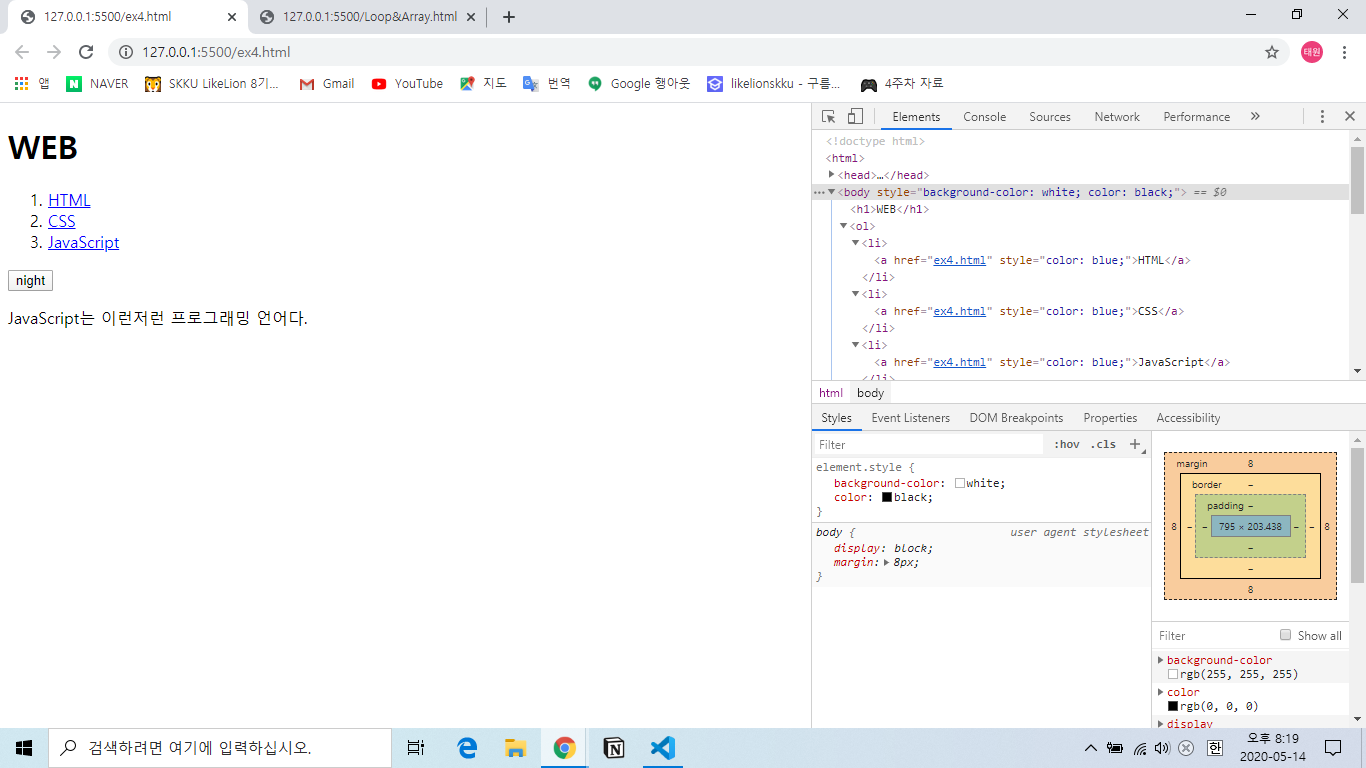 127.0.0.1:5500/ex4.html
127.0.0.1:5500/Loop&Array.html
127.0.0.1:5500/ex4.html
태원
앱
NAVER
SKKU LikeLion 8기...
Gmail
YouTube
지도
번역
Google 행아웃
likelionskku - 구름...
4주차 자료
WEB
1. HTML
2. CSS
3. JavaScript
night
JavaScript는 이런저런 프로그래밍 언어다.
Elements Console Sources Network Performance »
<!doctype html>
<html>
<head>…</head>
<body style="background-color: white; color: black;"> == $0
<h1>WEB</h1>
<ol>
<li>
<a href="ex4.html" style="color: blue;">HTML</a>
</li>
<li>
<a href="ex4.html" style="color: blue;">CSS</a>
</li>
<li>
<a href="ex4.html" style="color: blue;">JavaScript</a>
</li>
html body
Styles Event Listeners DOM Breakpoints Properties Accessibility
Filter :hov .cls +
element.style {
background-color: white;
color: black;
}
body { user agent stylesheet
display: block;
margin: 8px;
}
margin 8
border –
padding –
8 – – 795 × 203.438 – – 8
–
–
8
Filter Show all
background-color
rgb(255, 255, 255)
color
rgb(0, 0, 0)
display
검색하려면 여기에 입력하십시오.
한
오후 8:19
2020-05-14